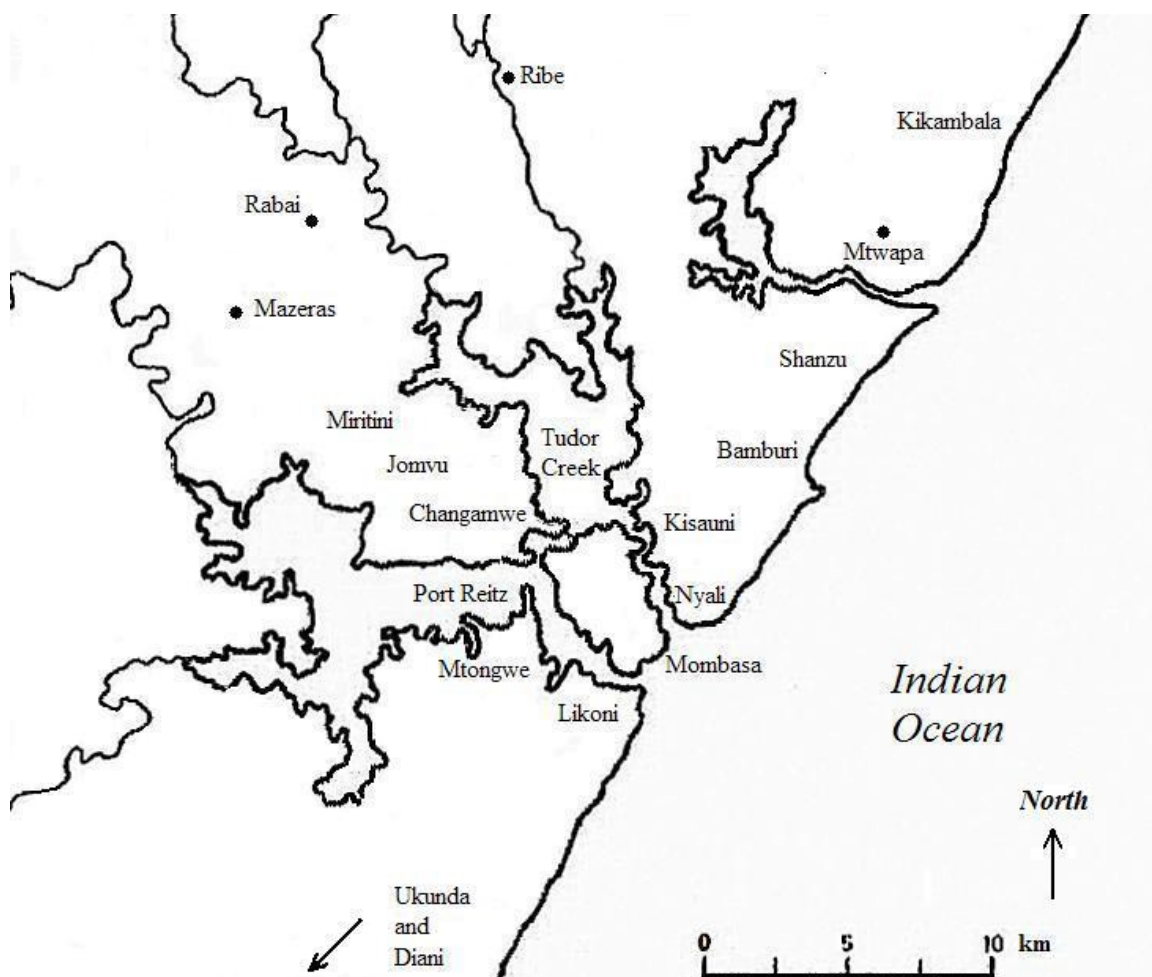 Ribe
Kikambala
Rabai
Mtwapa
Mazeras
Shanzu
Miritini
Tudor
Creek
Bamburi
Jomvu
Changamwe
Kisauni
Port Reitz
Nyali
Mtongwe
Mombasa
Likoni
Indian
Ocean
North
Ukunda
and
Diani
0 5 10 km